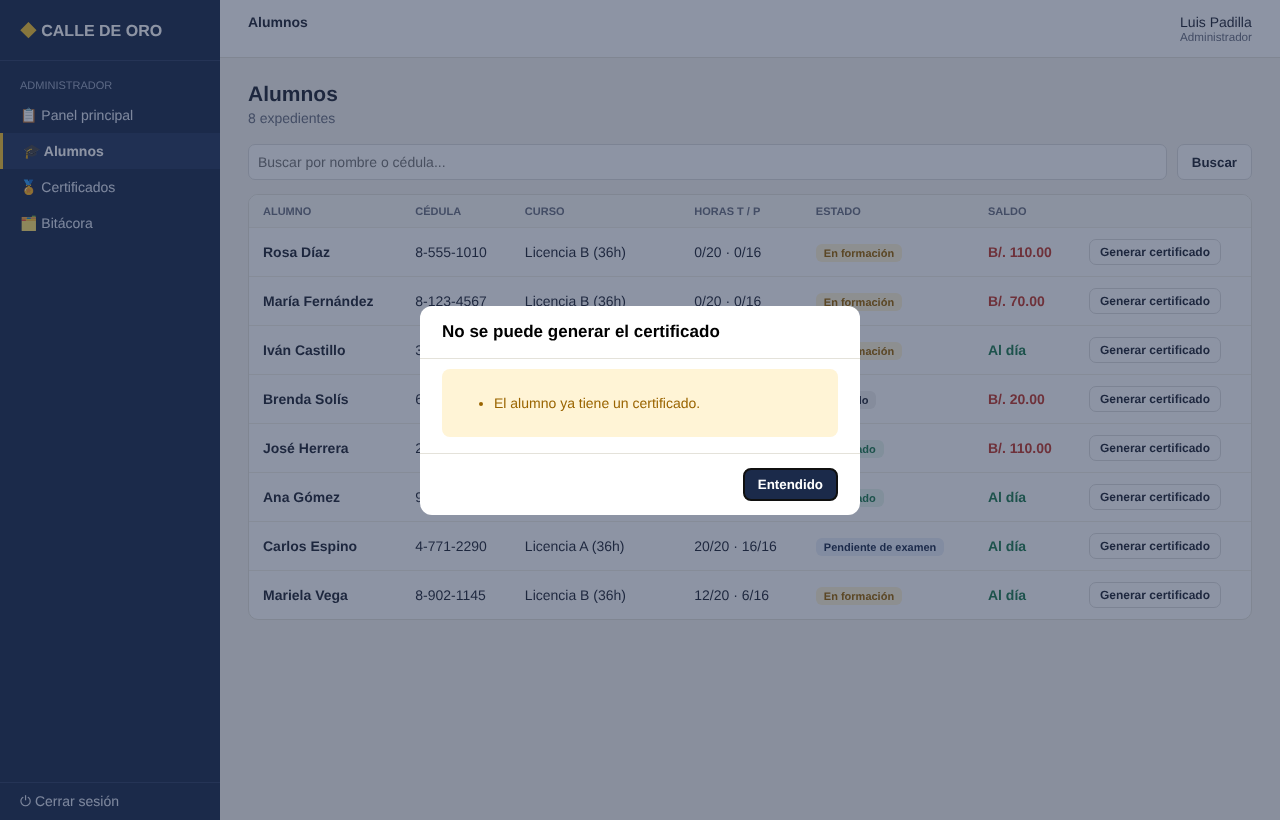 CALLE DE ORO
ADMINISTRADOR
Panel principal
Alumnos
Certificados
Bitácora
Cerrar sesión
Alumnos
Luis Padilla
Administrador
Alumnos
8 expedientes
Buscar por nombre o cédula...
Buscar
ALUMNO CÉDULA CURSO HORAS T / P ESTADO SALDO
Rosa Díaz 8-555-1010 Licencia B (36h) 0/20 · 0/16 En formación B/. 110.00 Generar certificado
María Fernández 8-123-4567 Licencia B (36h) 0/20 · 0/16 En formación B/. 70.00 Generar certificado
Iván Castillo Al día Generar certificado
Brenda Solís B/. 20.00 Generar certificado
José Herrera B/. 110.00 Generar certificado
Ana Gómez Al día Generar certificado
Carlos Espino 4-771-2290 Licencia A (36h) 20/20 · 16/16 Pendiente de examen Al día Generar certificado
Mariela Vega 8-902-1145 Licencia B (36h) 12/20 · 6/16 En formación Al día Generar certificado
No se puede generar el certificado
• El alumno ya tiene un certificado.
Entendido